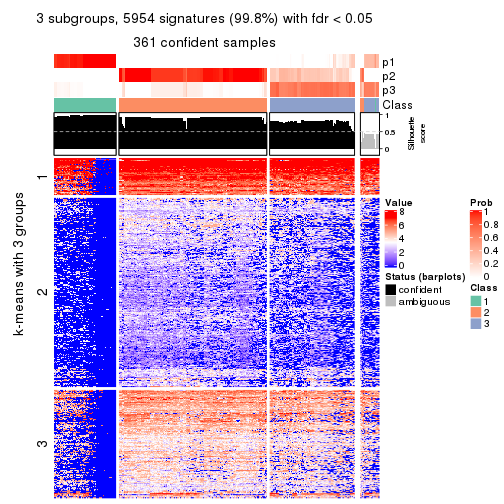 3 subgroups, 5954 signatures (99.8%) with fdr < 0.05
361 confident samples
p1
p2
p3
Class
1
0.5
0
Silhouette
score
k-means with 3 groups
1
2
3
Value
8
6
4
2
0
Status (barplots)
confident
ambiguous
Prob
1
0.8
0.6
0.4
0.2
0
Class
1
2
3